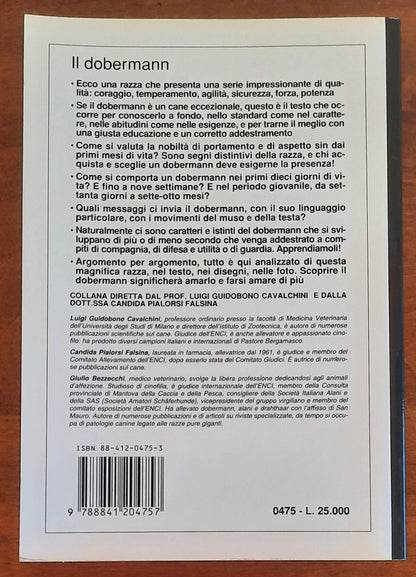 Il dobermann
• Ecco una razza che presenta una serie impressionante di qua-
lità: coraggio, temperamento, agilità, sicurezza, forza, potenza
• Se il dobermann è un cane eccezionale, questo è il testo che oc-
corre per conoscerlo a fondo, nello standard come nel caratte-
re, nelle abitudini come nelle esigenze, e per trarne il meglio con
una giusta educazione e un corretto addestramento
• Come si valuta la nobiltà di portamento e di aspetto sin dai
primi mesi di vita? Sono segni distintivi della razza, e chi ac-
quista e sceglie un dobermann deve esigerne la presenza!
• Come si comporta un dobermann nei primi dieci giorni di vi-
ta? E fino a nove settimane? E nel periodo giovanile, da set-
tanta giorni a sette-otto mesi?
• Quali messaggi ci invia il dobermann, con il suo linguaggio
particolare, con i movimenti del muso e della testa?
• Naturalmente ci sono caratteri e istinti del dobermann che si svi-
luppano di più o di meno secondo che venga addestrato a com-
piti di compagnia, di difesa e utilità o di guardia. Apprendiamoli!
• Argomento per argomento, tutto è qui analizzato di questa
magnifica razza, nel testo, nei disegni, nelle foto. Scoprire il
dobermann significherà amarlo e farsi amare di più
COLLANA DIRETTA DAL PROF. LUIGI GUIDOBONO CAVALCHINI E DALLA
DOTT.SSA CANDIDA PIALORSI FALSINA
Luigi Guidobono Cavalchini, professore ordinario presso la facoltà di Medicina Veterinaria
dell'Università degli Studi di Milano e direttore dell'istituto di Zootecnica, è autore di numerose
pubblicazioni scientifiche sul cane. Giudice dell'ENCI, è anche allevatore e appassionato cino-
filo: ha prodotto diversi campioni italiani e internazionali di Pastore Bergamasco.
Candida Pialorsi Falsina, laureata in farmacia, allevatrice dal 1961, è giudice e membro del
Comitato Allevamento dell'ENCI, dopo esserlo stata del Comitato Giudici. È autrice di numero-
se pubblicazioni sul cane.
Giulio Bezzecchi, medico veterinario, svolge la libera professione dedicandosi agli animali
d'affezione. Studioso di cinofilia, è giudice internazionale dell'ENCI, membro della Consulta
provinciale di Mantova della Caccia e della Pesca, consigliere della Società Italiana Alani e
della SAS (Società Amatori Schäferhunde), vicepresidente del gruppo virgiliano e membro del
comitato esposizioni dell'ENCI. Ha allevato dobermann, alani e drahthaar con l'affisso di San
Mauro. Autore di numerose pubblicazioni e di articoli su riviste specializzate, da tempo si occu-
pa di patologie canine legate alle razze pure giganti.
ISBN 88-412-0475-3
9 788841 204757
0475 - L. 25.000